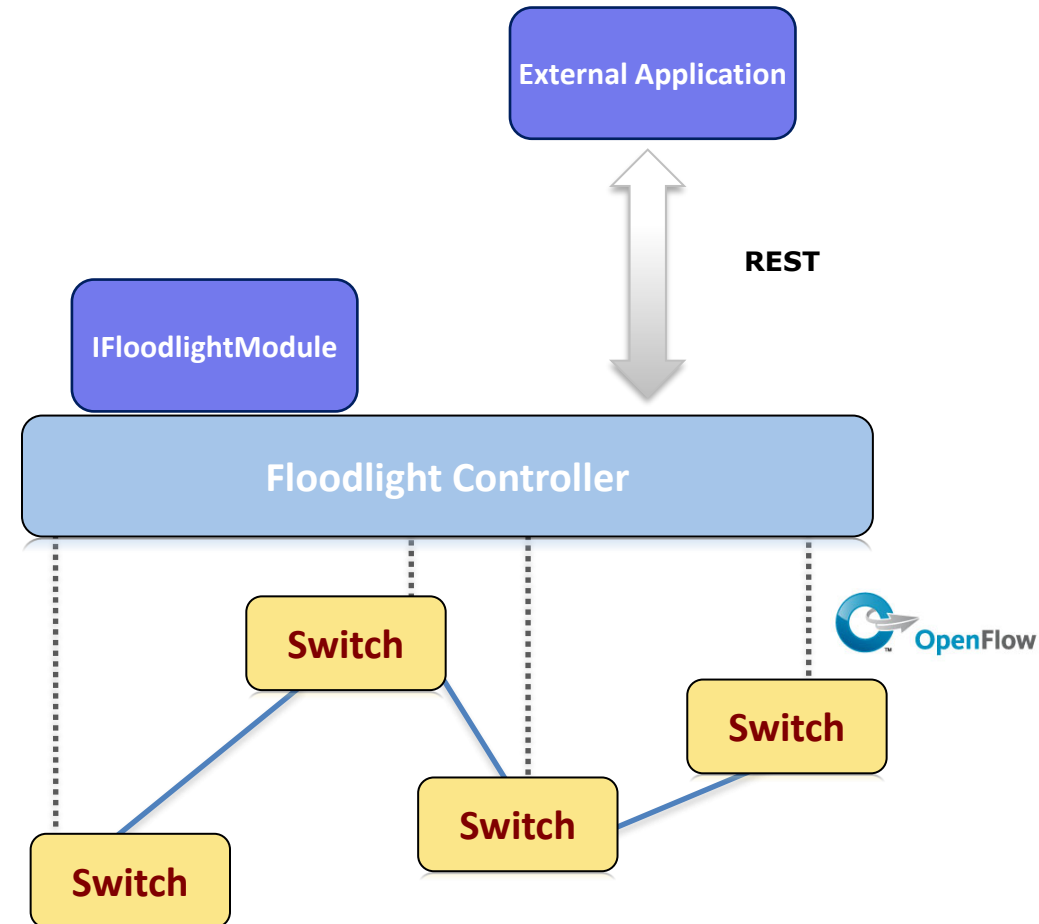 External Application
REST
IFloodlightModule
Floodlight Controller
Switch
OpenFlow
Switch
Switch
Switch